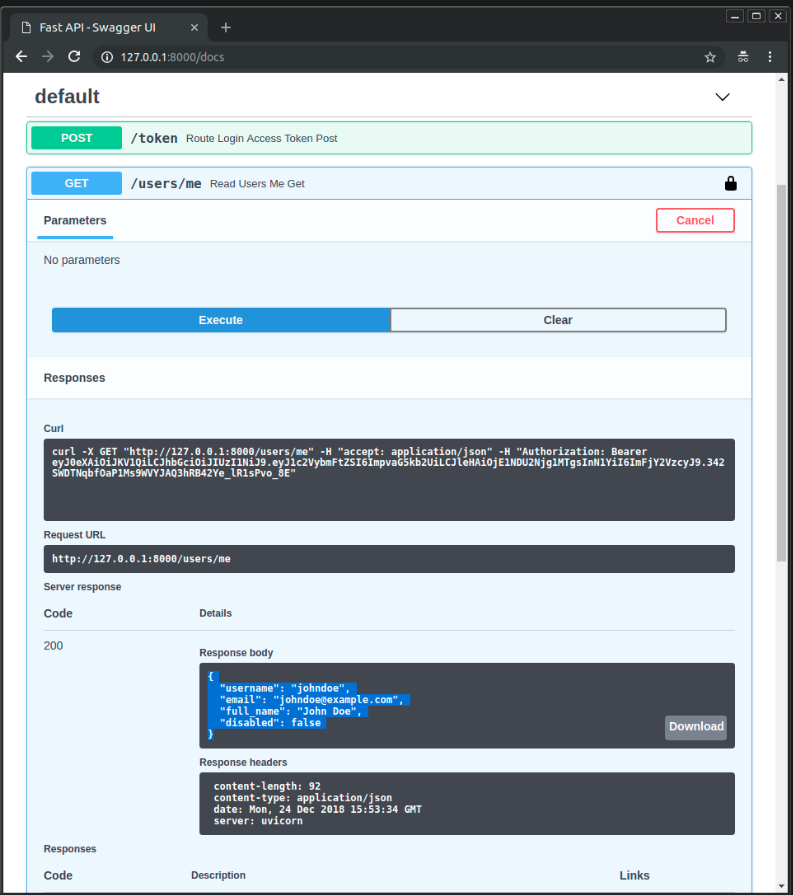 Fast API - Swagger UI
127.0.0.1:8000/docs
default
POST /token Route Login Access Token Post
GET /users/me Read Users Me Get
Parameters
Cancel
No parameters
Execute
Clear
Responses
Curl
curl -X GET "http://127.0.0.1:8000/users/me" -H "accept: application/json" -H "Authorization: Bearer
eyJ0eXAiOiJKV1QiLCJhbGciOiJIUzI1NiJ9.eyJ1c2VybmFtZSI6ImpvaG5kb2UiLCJleHAiOjE1NDU2Njg1MTgsInN1YiI6ImFjY2VzcyJ9.342
SWDTNqbfOaP1Ms9WVYJAQ3hRB42Ye_lR1sPvo_8E"
Request URL
http://127.0.0.1:8000/users/me
Server response
Code Details
200
Response body
{
"username": "johndoe",
"email": "johndoe@example.com",
"full_name": "John Doe",
"disabled": false
}
Download
Response headers
content-length: 92
content-type: application/json
date: Mon, 24 Dec 2018 15:53:34 GMT
server: uvicorn
Responses
Code Description Links